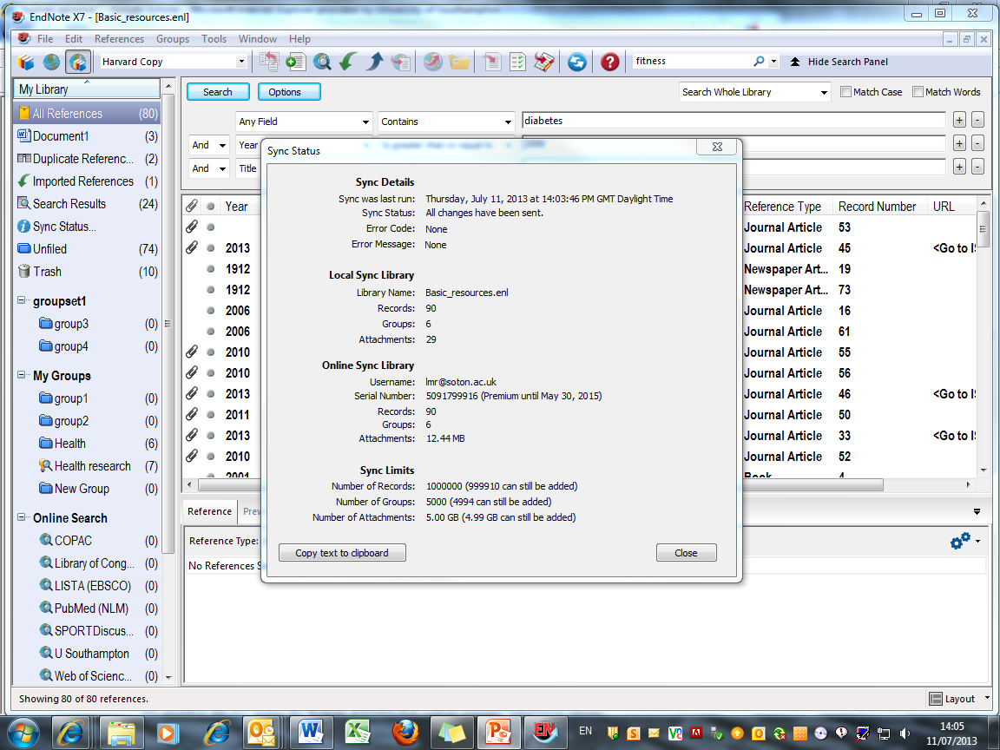 EndNote X7 - [Basic_resources.enl]
File Edit References Groups Tools Window Help
Harvard Copy
fitness
Hide Search Panel
My Library
All References (80)
Document1 (3)
Duplicate Referenc... (2)
Imported References (1)
Search Results (24)
Sync Status...
Unfiled (74)
Trash (10)
groupset1
group3 (0)
group4 (0)
My Groups
group1 (0)
group2 (0)
Health (6)
Health research (7)
New Group (0)
Online Search
COPAC (0)
Library of Cong... (0)
LISTA (EBSCO) (0)
PubMed (NLM) (0)
SPORTDiscus... (0)
U Southampton (0)
Web of Scienc... (0)
Search Options Search Whole Library Match Case Match Words
Any Field Contains diabetes + -
And Year + -
And Title + -
Year Reference Type Record Number URL
Journal Article 53
2013 Journal Article 45 <Go to IS
1912 Newspaper Art... 19
1912 Newspaper Art... 73
2006 Journal Article 16
2006 Journal Article 61
2010 Journal Article 55
2010 Journal Article 56
2013 Journal Article 46 <Go to IS
2011 Journal Article 50
2013 Journal Article 33 <Go to IS
2010 Journal Article 52
2001 Book 4
Sync Status
Sync Details
Sync was last run: Thursday, July 11, 2013 at 14:03:46 PM GMT Daylight Time
Sync Status: All changes have been sent.
Error Code: None
Error Message: None
Local Sync Library
Library Name: Basic_resources.enl
Records: 90
Groups: 6
Attachments: 29
Online Sync Library
Username: lmr@soton.ac.uk
Serial Number: 5091799916 (Premium until May 30, 2015)
Records: 90
Groups: 6
Attachments: 12.44 MB
Sync Limits
Number of Records: 1000000 (999910 can still be added)
Number of Groups: 5000 (4994 can still be added)
Number of Attachments: 5.00 GB (4.99 GB can still be added)
Copy text to clipboard Close
Reference Prev
Reference Type:
No References S
Showing 80 of 80 references.
Layout
EN
14:05
11/07/2013